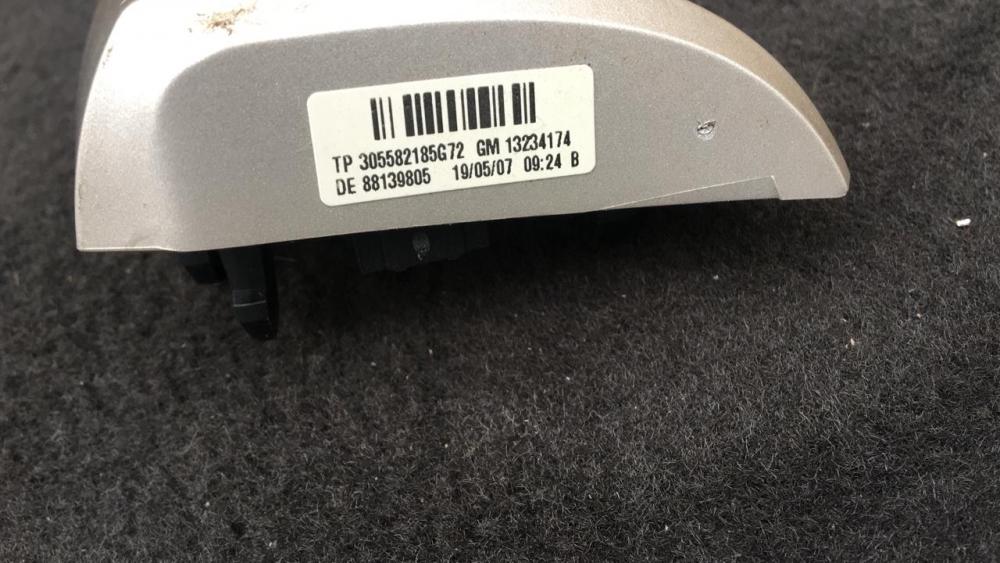 TP 305582185G72 GM 13234174
DE 88139805 19/05/07 09:24 B